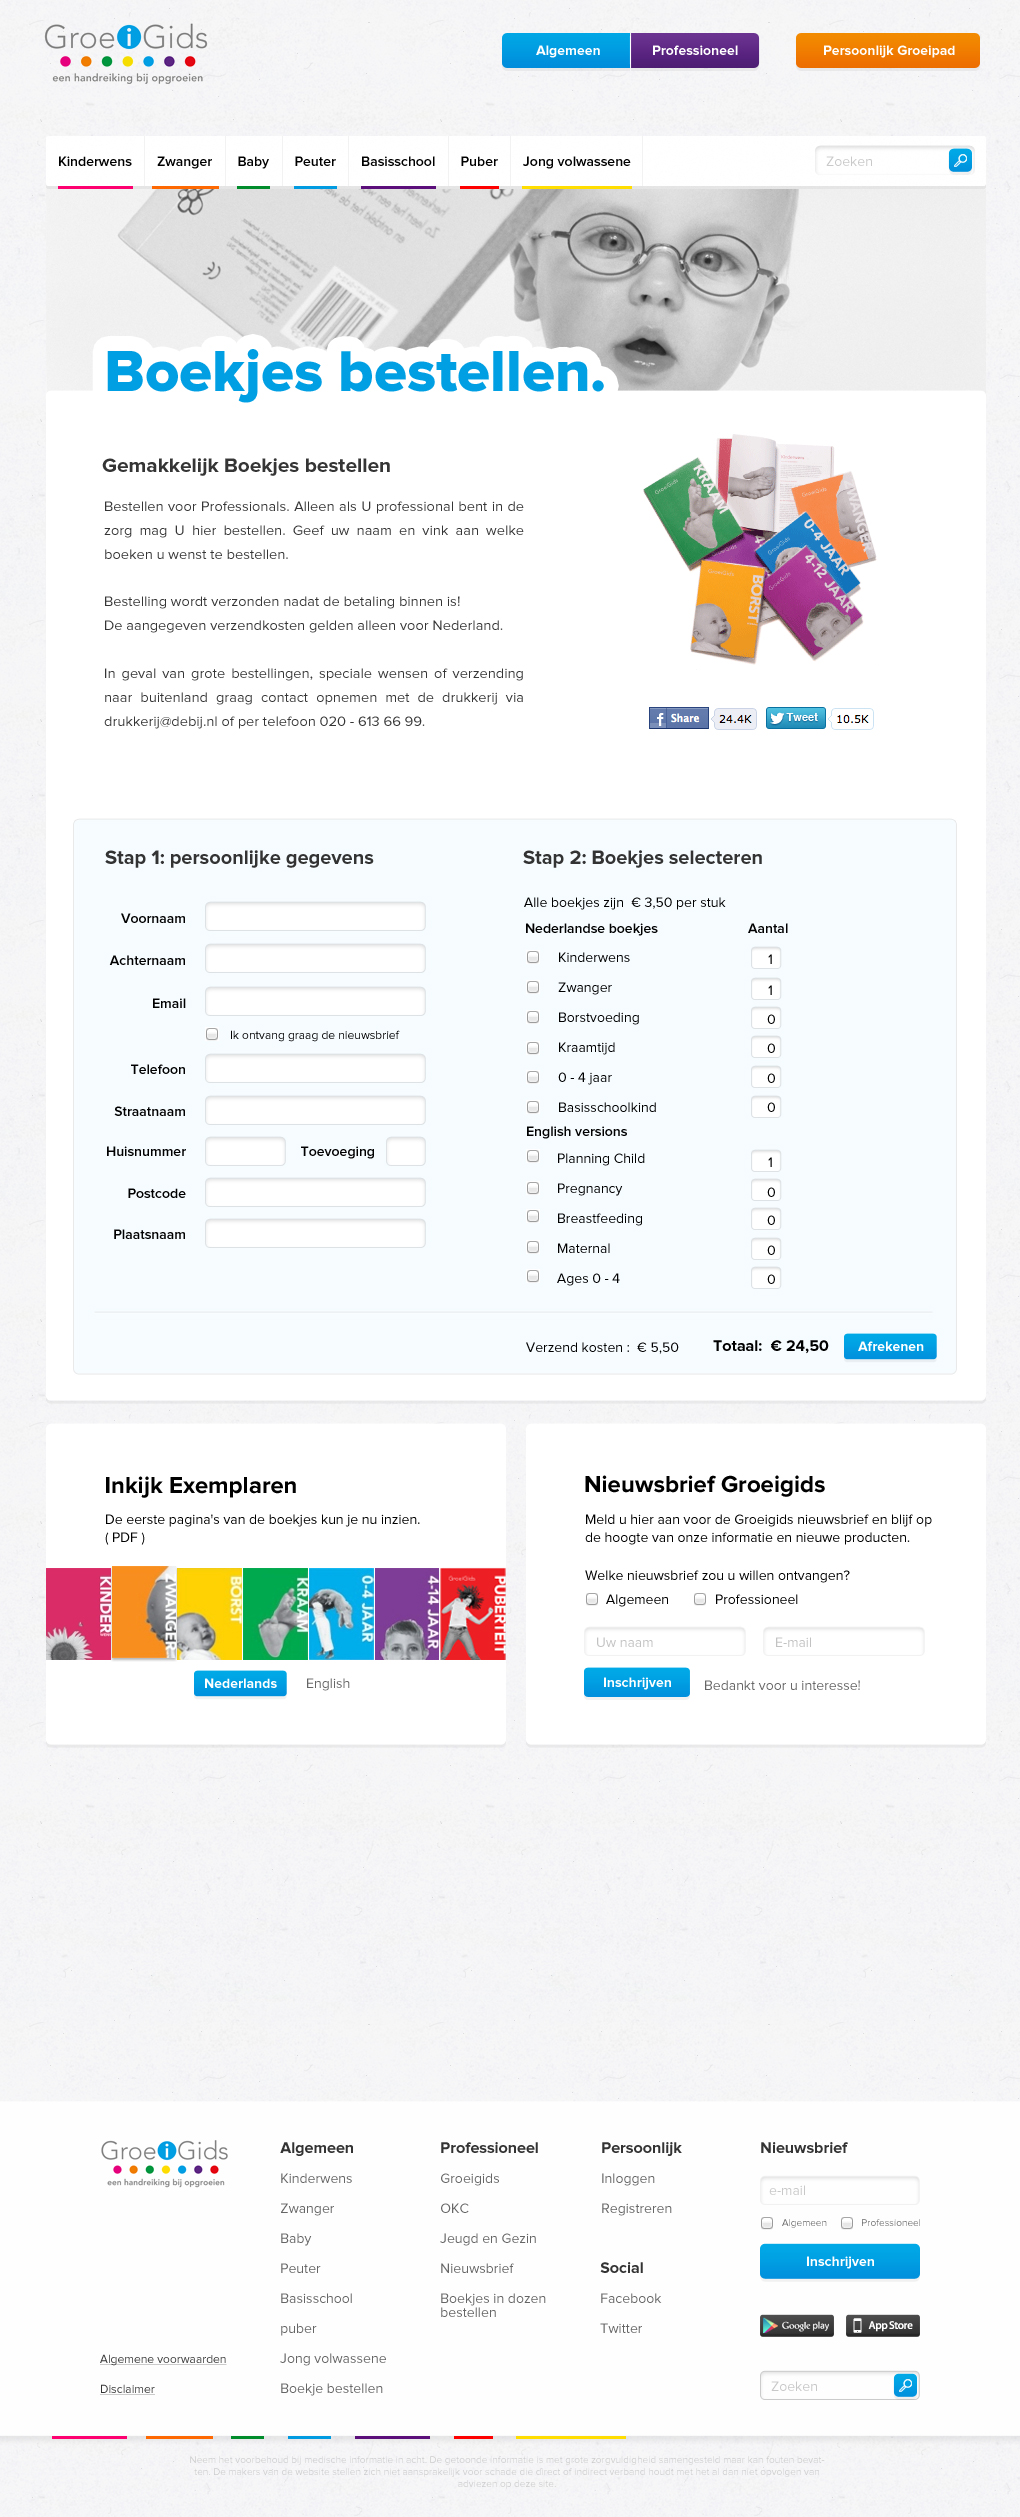 GroeiGids
een handreiking bij opgroeien
Algemeen
Professioneel
Persoonlijk Groeipad
Kinderwens
Zwanger
Baby
Peuter
Basisschool
Puber
Jong volwassene
Zoeken
Boekjes bestellen.
Gemakkelijk Boekjes bestellen
Bestellen voor Professionals. Alleen als U professional bent in de
zorg mag U hier bestellen. Geef uw naam en vink aan welke
boeken u wenst te bestellen.
Bestelling wordt verzonden nadat de betaling binnen is!
De aangegeven verzendkosten gelden alleen voor Nederland.
In geval van grote bestellingen, speciale wensen of verzending
naar buitenland graag contact opnemen met de drukkerij via
drukkerij@debij.nl of per telefoon 020 - 613 66 99.
KRAAM
0-4 JAAR
4-12 JAAR
BORST!
Share
24.4K
Tweet
10.5K
Stap 1: persoonlijke gegevens
Voornaam
Achternaam
Email
Ik ontvang graag de nieuwsbrief
Telefoon
Straatnaam
Huisnummer
Toevoeging
Postcode
Plaatsnaam
Stap 2: Boekjes selecteren
Alle boekjes zijn € 3,50 per stuk
Nederlandse boekjes Aantal
Kinderwens 1
Zwanger 1
Borstvoeding 0
Kraamtijd 0
0 - 4 jaar 0
Basisschoolkind 0
English versions
Planning Child 1
Pregnancy 0
Breastfeeding 0
Maternal 0
Ages 0 - 4 0
Verzend kosten : € 5,50
Totaal: € 24,50
Afrekenen
Inkijk Exemplaren
De eerste pagina's van de boekjes kun je nu inzien.
( PDF )
KINDER
WANGER
BORST
KRAAM
0-4 JAAR
4-14 JAAR
GroeiGids
PUBERTEIT
Nederlands
English
Nieuwsbrief Groeigids
Meld u hier aan voor de Groeigids nieuwsbrief en blijf op
de hoogte van onze informatie en nieuwe producten.
Welke nieuwsbrief zou u willen ontvangen?
Algemeen
Professioneel
Uw naam
E-mail
Inschrijven
Bedankt voor u interesse!
GroeiGids
een handreiking bij opgroeien
Algemene voorwaarden
Disclaimer
Algemeen
Kinderwens
Zwanger
Baby
Peuter
Basisschool
puber
Jong volwassene
Boekje bestellen
Professioneel
Groeigids
OKC
Jeugd en Gezin
Nieuwsbrief
Boekjes in dozen
bestellen
Persoonlijk
Inloggen
Registreren
Social
Facebook
Twitter
Nieuwsbrief
e-mail
Algemeen
Professioneel
Inschrijven
Google play
App Store
Zoeken
Neem het voorbehoud bij medische informatie in acht. De getoonde informatie is met grote zorgvuldigheid samengesteld maar kan fouten bevat-
ten. De makers van de website stellen zich niet aansprakelijk voor schade die direct of indirect verband houdt met het al dan niet opvolgen van
adviezen op deze site.